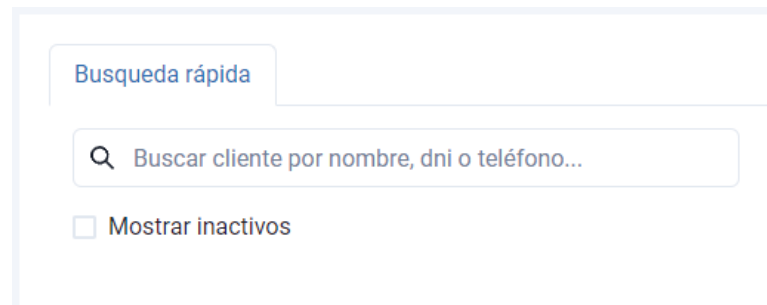 Busqueda rápida
Buscar cliente por nombre, dni o teléfono...
Mostrar inactivos